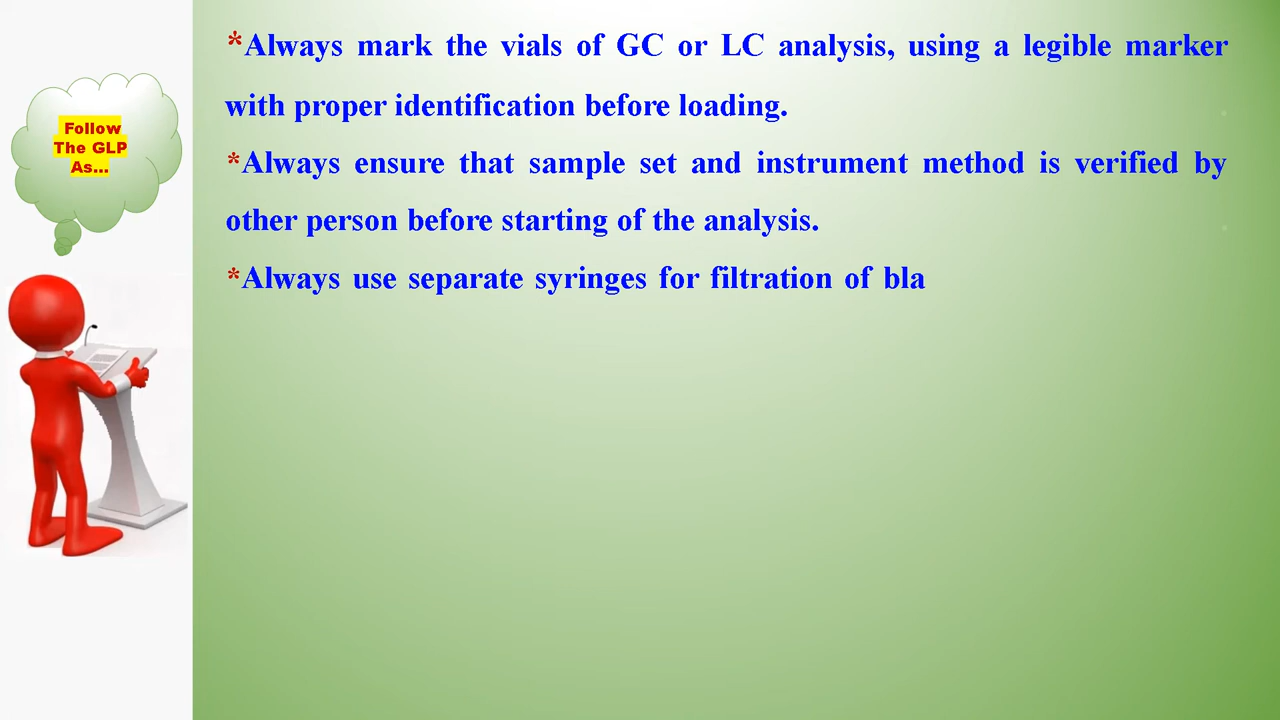 Follow
The GLP
As...
*Always mark the vials of GC or LC analysis, using a legible marker
with proper identification before loading.
*Always ensure that sample set and instrument method is verified by
other person before starting of the analysis.
*Always use separate syringes for filtration of bla